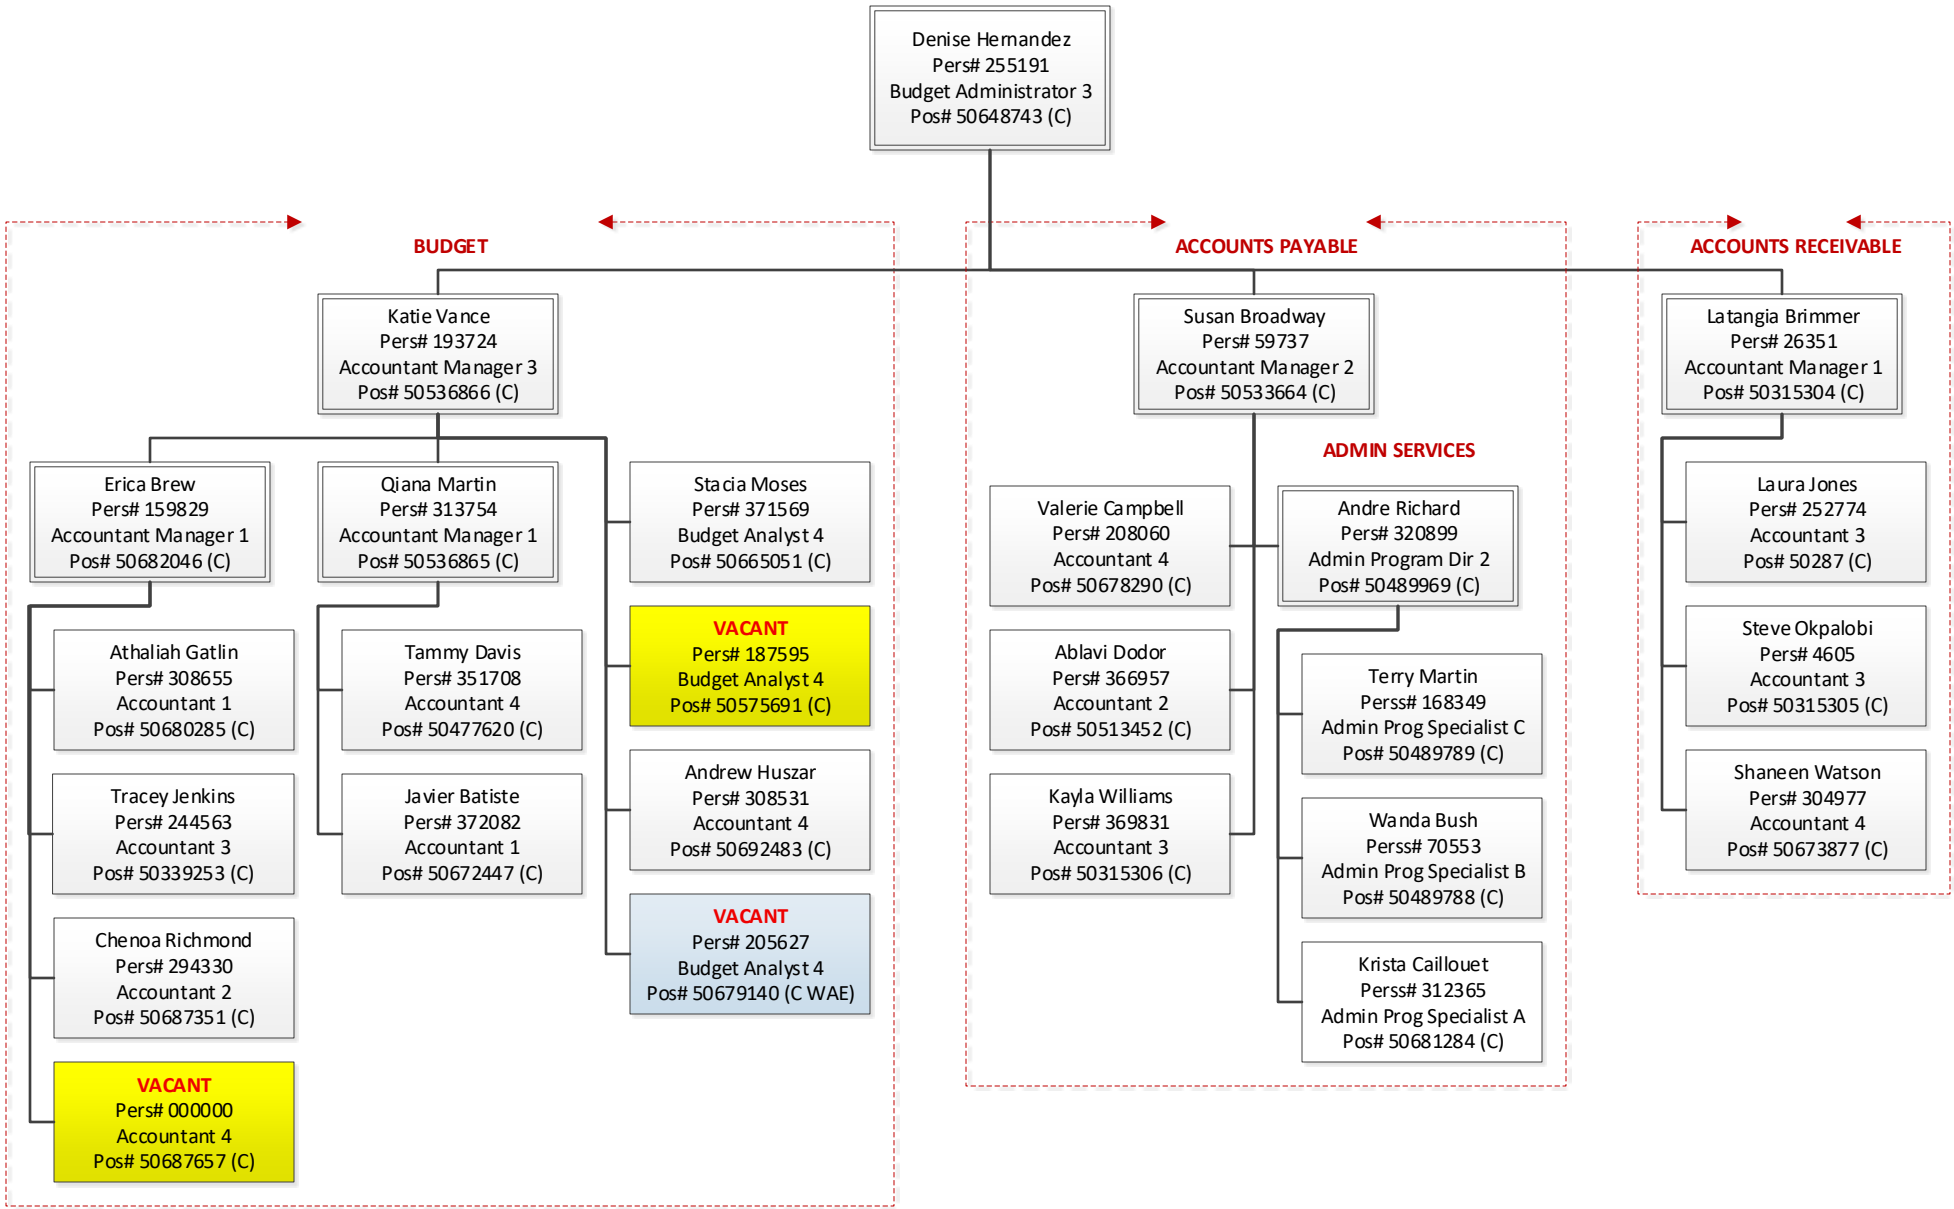 Denise Hernandez
Pers# 255191
Budget Administrator 3
Pos# 50648743 (C)
BUDGET
Katie Vance
Pers# 193724
Accountant Manager 3
Pos# 50536866 (C)
Erica Brew
Pers# 159829
Accountant Manager 1
Pos# 50682046 (C)
Athaliah Gatlin
Pers# 308655
Accountant 1
Pos# 50680285 (C)
Tracey Jenkins
Pers# 244563
Accountant 3
Pos# 50339253 (C)
Chenoa Richmond
Pers# 294330
Accountant 2
Pos# 50687351 (C)
VACANT
Pers# 000000
Accountant 4
Pos# 50687657 (C)
Qiana Martin
Pers# 313754
Accountant Manager 1
Pos# 50536865 (C)
Tammy Davis
Pers# 351708
Accountant 4
Pos# 50477620 (C)
Javier Batiste
Pers# 372082
Accountant 1
Pos# 50672447 (C)
Stacia Moses
Pers# 371569
Budget Analyst 4
Pos# 50665051 (C)
VACANT
Pers# 187595
Budget Analyst 4
Pos# 50575691 (C)
Andrew Huszar
Pers# 308531
Accountant 4
Pos# 50692483 (C)
VACANT
Pers# 205627
Budget Analyst 4
Pos# 50679140 (C WAE)
ACCOUNTS PAYABLE
Susan Broadway
Pers# 59737
Accountant Manager 2
Pos# 50533664 (C)
Valerie Campbell
Pers# 208060
Accountant 4
Pos# 50678290 (C)
Ablavi Dodor
Pers# 366957
Accountant 2
Pos# 50513452 (C)
Kayla Williams
Pers# 369831
Accountant 3
Pos# 50315306 (C)
ADMIN SERVICES
Andre Richard
Pers# 320899
Admin Program Dir 2
Pos# 50489969 (C)
Terry Martin
Perss# 168349
Admin Prog Specialist C
Pos# 50489789 (C)
Wanda Bush
Perss# 70553
Admin Prog Specialist B
Pos# 50489788 (C)
Krista Caillouet
Perss# 312365
Admin Prog Specialist A
Pos# 50681284 (C)
ACCOUNTS RECEIVABLE
Latangia Brimmer
Pers# 26351
Accountant Manager 1
Pos# 50315304 (C)
Laura Jones
Pers# 252774
Accountant 3
Pos# 50287 (C)
Steve Okpalobi
Pers# 4605
Accountant 3
Pos# 50315305 (C)
Shaneen Watson
Pers# 304977
Accountant 4
Pos# 50673877 (C)